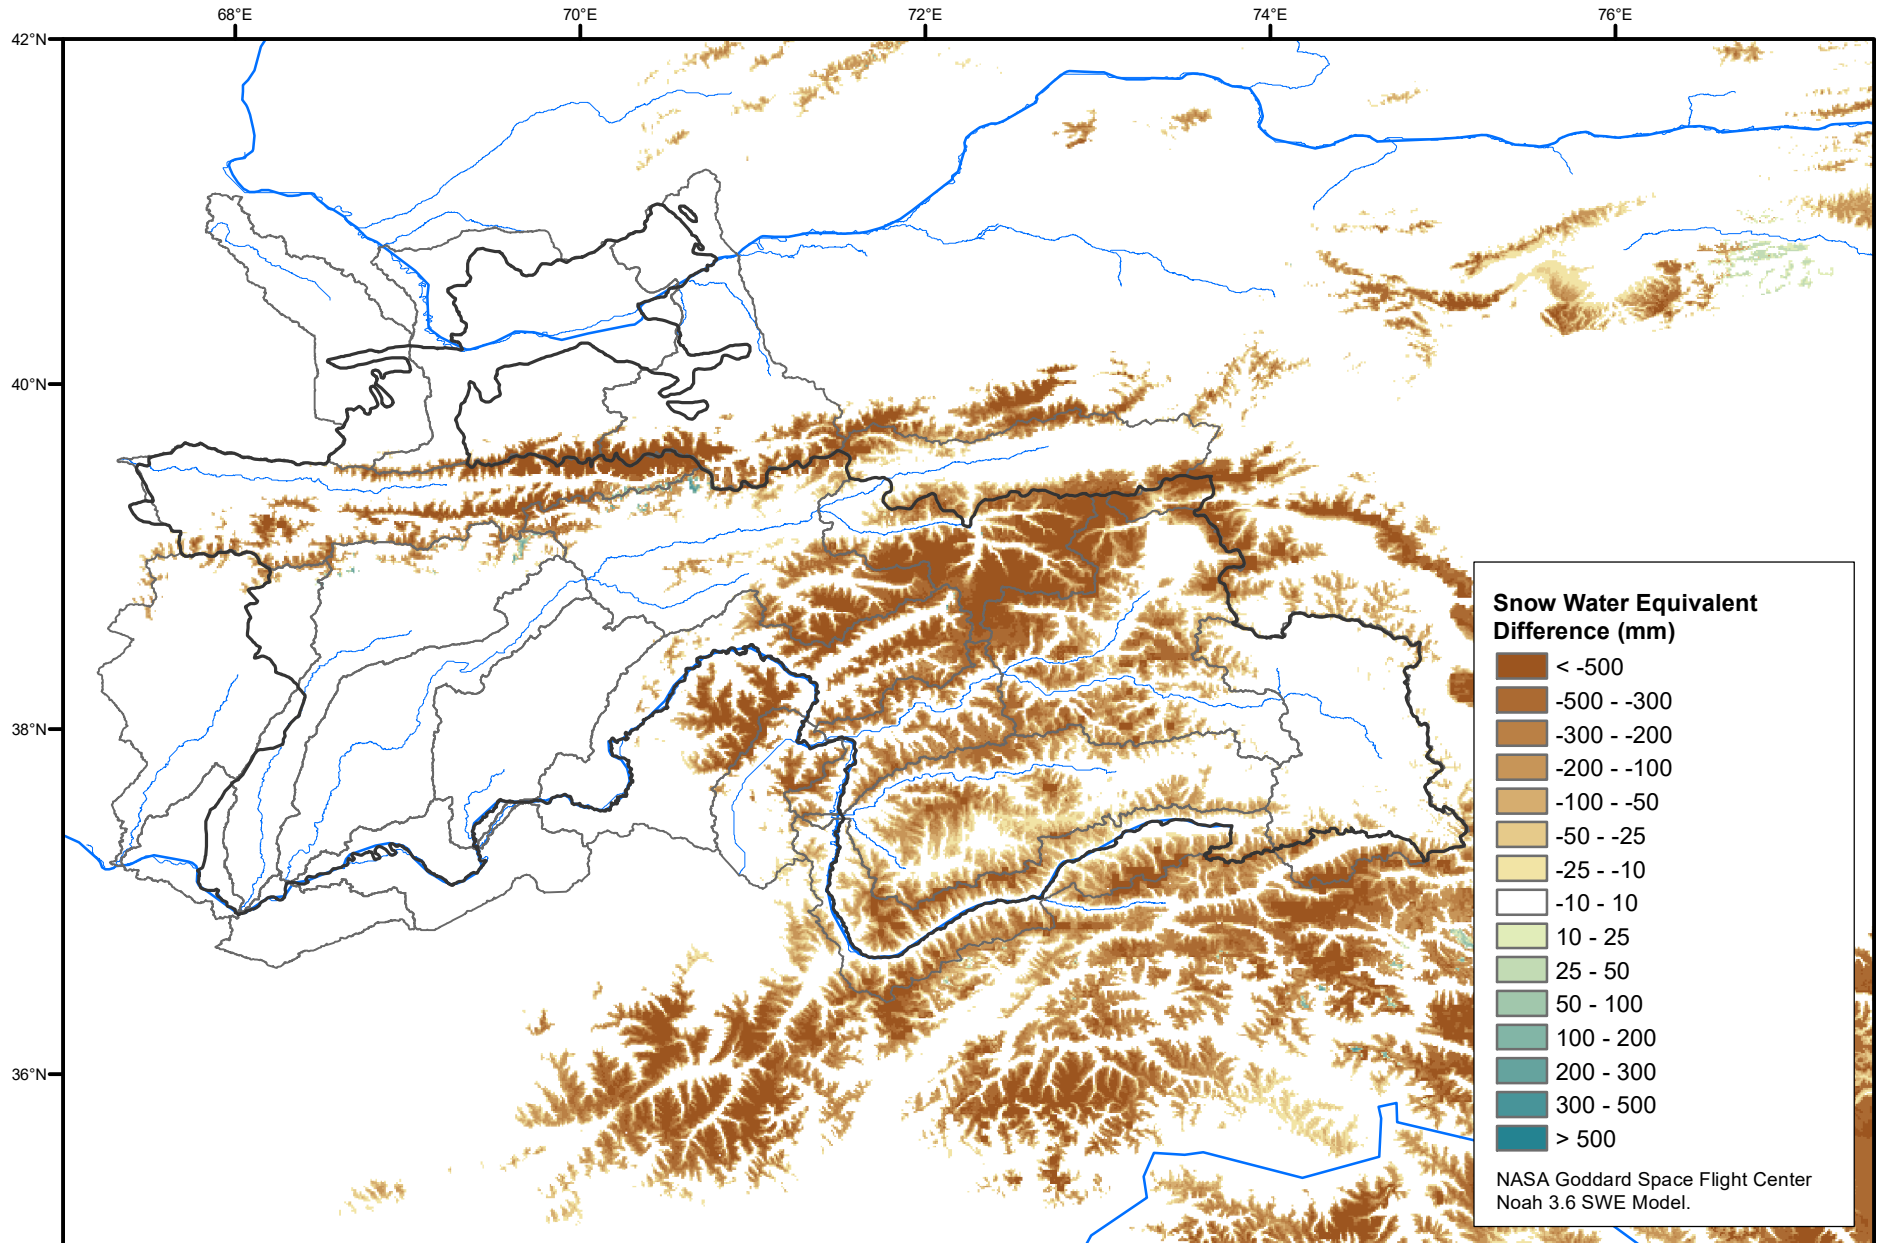 68°E
70°E
72°E
74°E
76°E
42°N
40°N
38°N
36°N
Snow Water Equivalent
Difference (mm)
< -500
-500 - -300
-300 - -200
-200 - -100
-100 - -50
-50 - -25
-25 - -10
-10 - 10
10 - 25
25 - 50
50 - 100
100 - 200
200 - 300
300 - 500
> 500
NASA Goddard Space Flight Center
Noah 3.6 SWE Model.